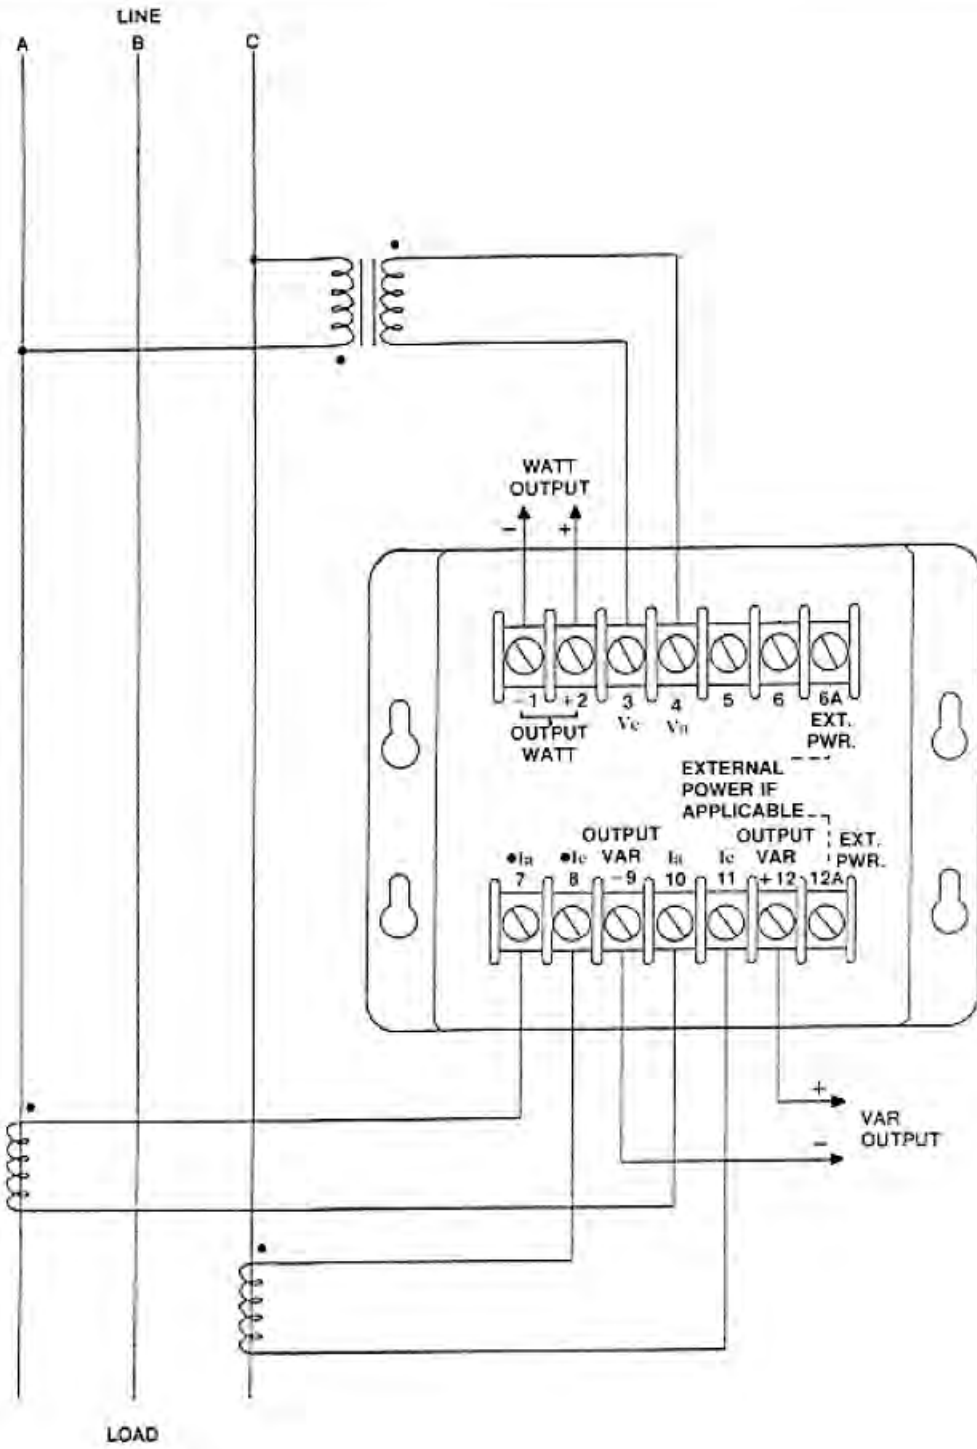 LINE
A B C
WATT
OUTPUT
- +
-1 +2 3 4 5 6 6A
Vc
OUTPUT
WATT
EXT.
PWR.
EXTERNAL
POWER IF
APPLICABLE
OUTPUT
VAR
OUTPUT
VAR
EXT.
PWR.
•Ia •Ic Ia Ic
7 8 -9 10 11 +12 12A
+
-
VAR
OUTPUT
LOAD